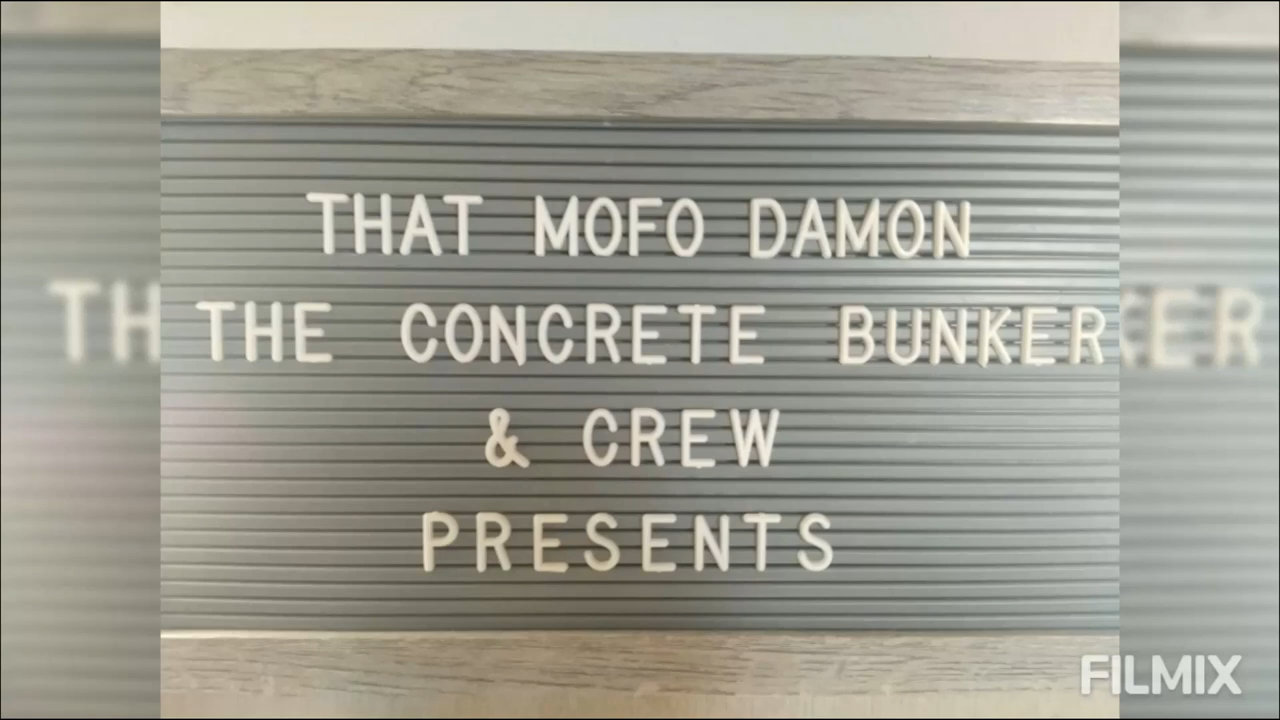 THAT MOFO DAMON
THE CONCRETE BUNKER
& CREW
PRESENTS
FILMIX